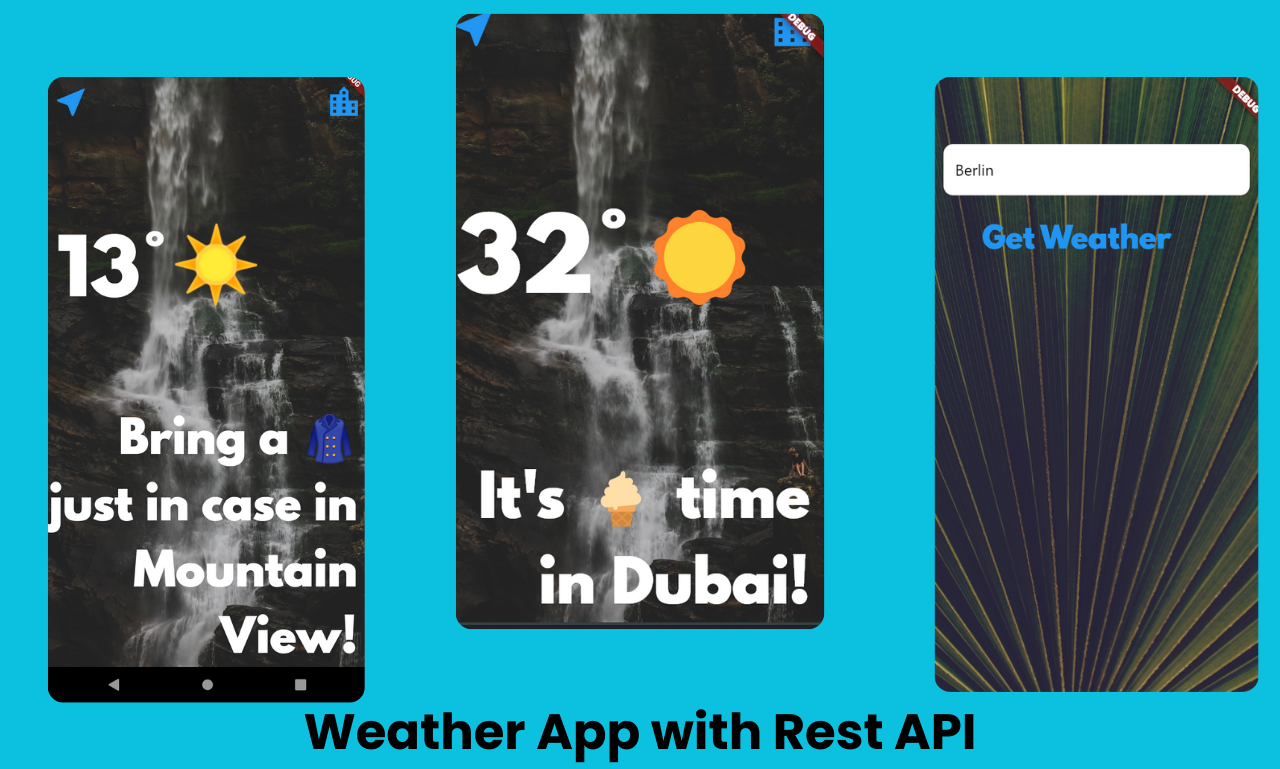 13°
Bring a 🧥
just in case in
Mountain
View!
DEBUG
32°
It's 🍦 time
in Dubai!
DEBUG
Berlin
Get Weather
Weather App with Rest API